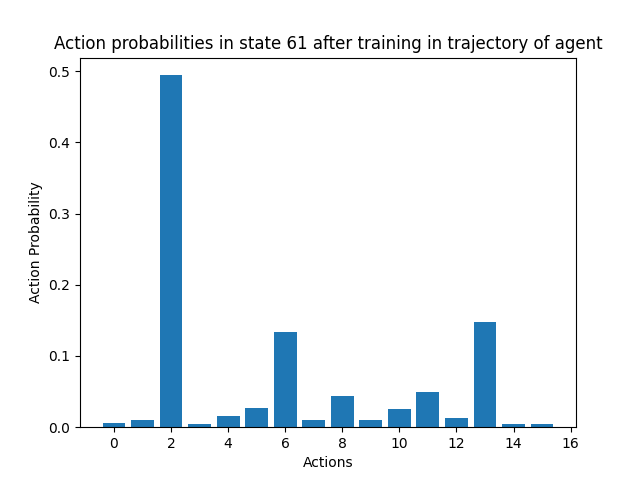 Action probabilities in state 61 after training in trajectory of agent
0.5
0.4
0.3
0.2
0.1
0.0
Action Probability
0 2 4 6 8 10 12 14 16
Actions